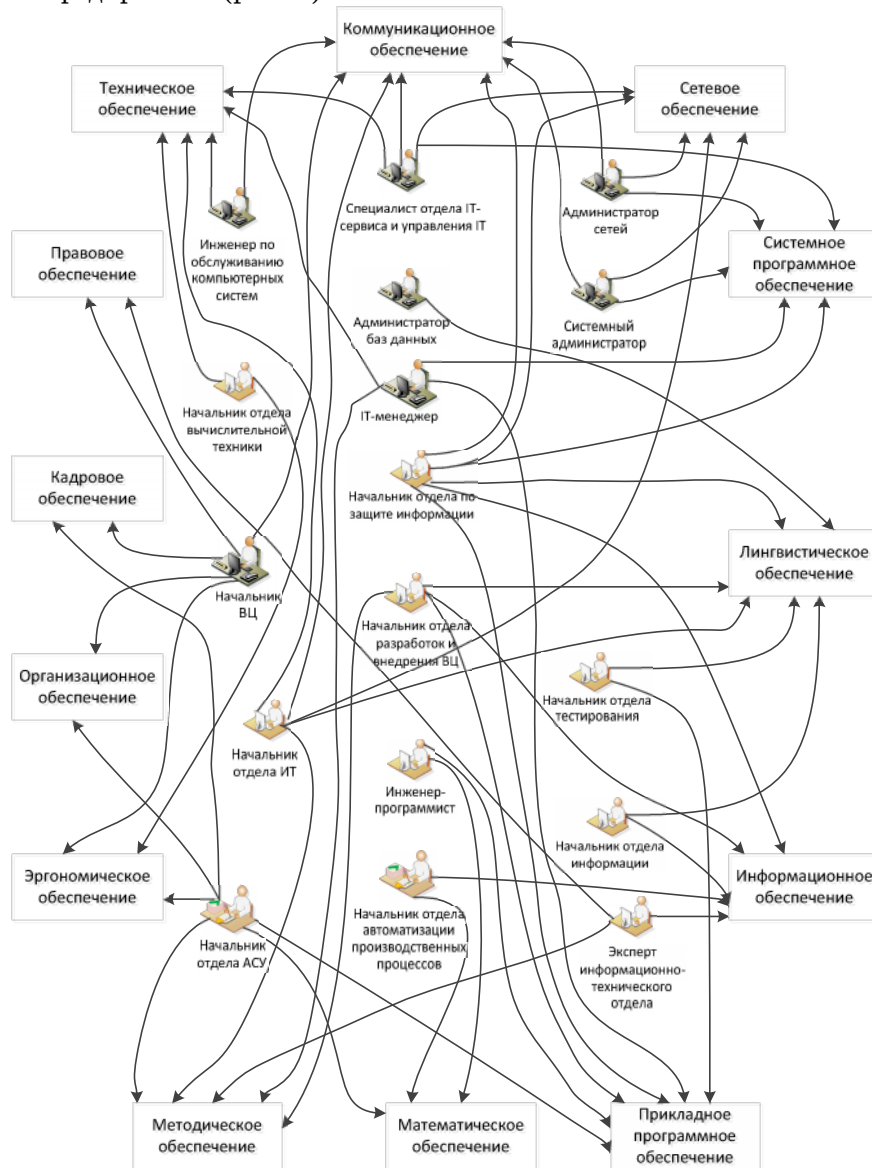 Коммуникационное
обеспечение
Техническое
обеспечение
Сетевое
обеспечение
Специалист отдела IT-
сервиса и управления IT
Администратор
сетей
Инженер по
обслуживанию
компьютерных
систем
Правовое
обеспечение
Системное
программное
обеспечение
Администратор
баз данных
Системный
администратор
Начальник отдела
вычислительной
техники
IT-менеджер
Кадровое
обеспечение
Начальник отдела по
защите информации
Лингвистическое
обеспечение
Начальник
ВЦ
Начальник отдела
разработок и
внедрения ВЦ
Организационное
обеспечение
Начальник отдела
тестирования
Начальник
отдела ИТ
Инженер-
программист
Начальник отдела
информации
Эргономическое
обеспечение
Информационное
обеспечение
Начальник отдела
автоматизации
производственных
процессов
Начальник
отдела АСУ
Эксперт
информационно-
технического
отдела
Методическое
обеспечение
Математическое
обеспечение
Прикладное
программное
обеспечение